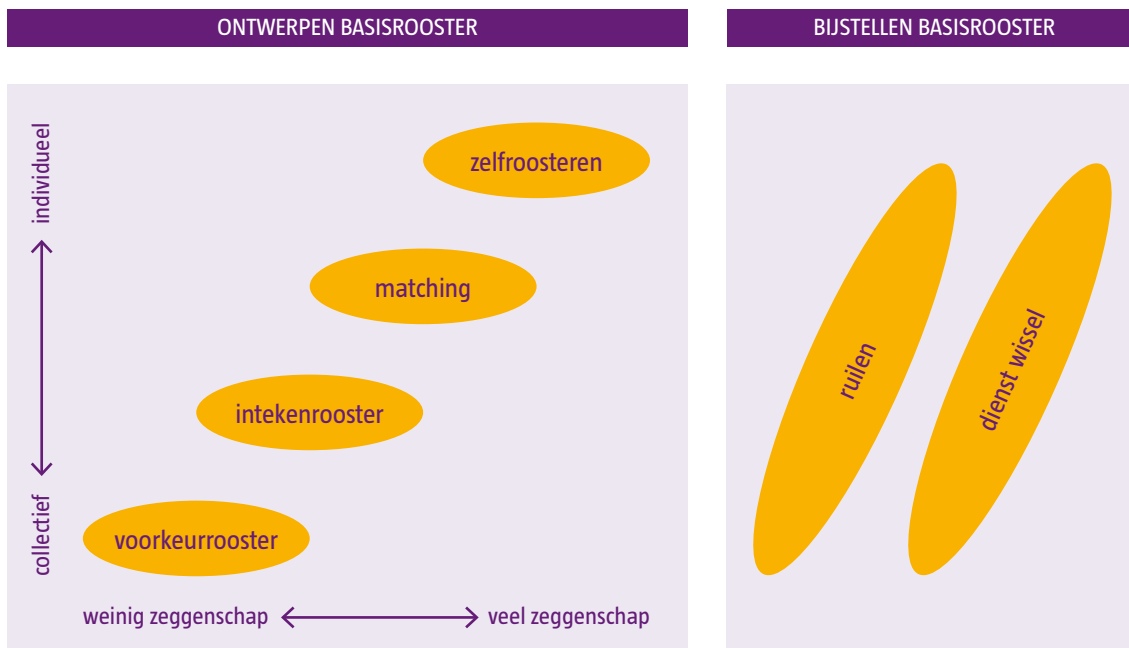 ONTWERPEN BASISROOSTER
individueel
collectief
zelfroosteren
matching
intekenrooster
voorkeurrooster
weinig zeggenschap
veel zeggenschap
BIJSTELLEN BASISROOSTER
ruilen
dienst wissel